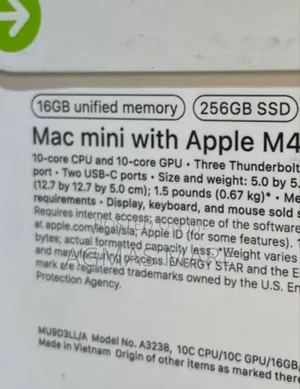 16GB unified memory 256GB SSD
Mac mini with Apple M4
10-core CPU and 10-core GPU • Three Thunderbolt
port • Two USB-C ports • Size and weight: 5.0 by 5.
(12.7 by 12.7 by 5.0 cm); 1.5 pounds (0.67 kg)* • Me
requirements • Display, keyboard, and mouse sold s
Requires internet access; acceptance of the software
at apple.com/legal/sla; Apple ID (for some features). 1
bytes; actual formatted capacity less. *Weight varies
and manufacturing process. ENERGY STAR and the E
mark are registered trademarks owned by the U.S. En
Protection Agency.
MU9D3LL/A Model No. A3238, 10C CPU/10C GPU/16GB
Made in Vietnam Origin of other items as marked there